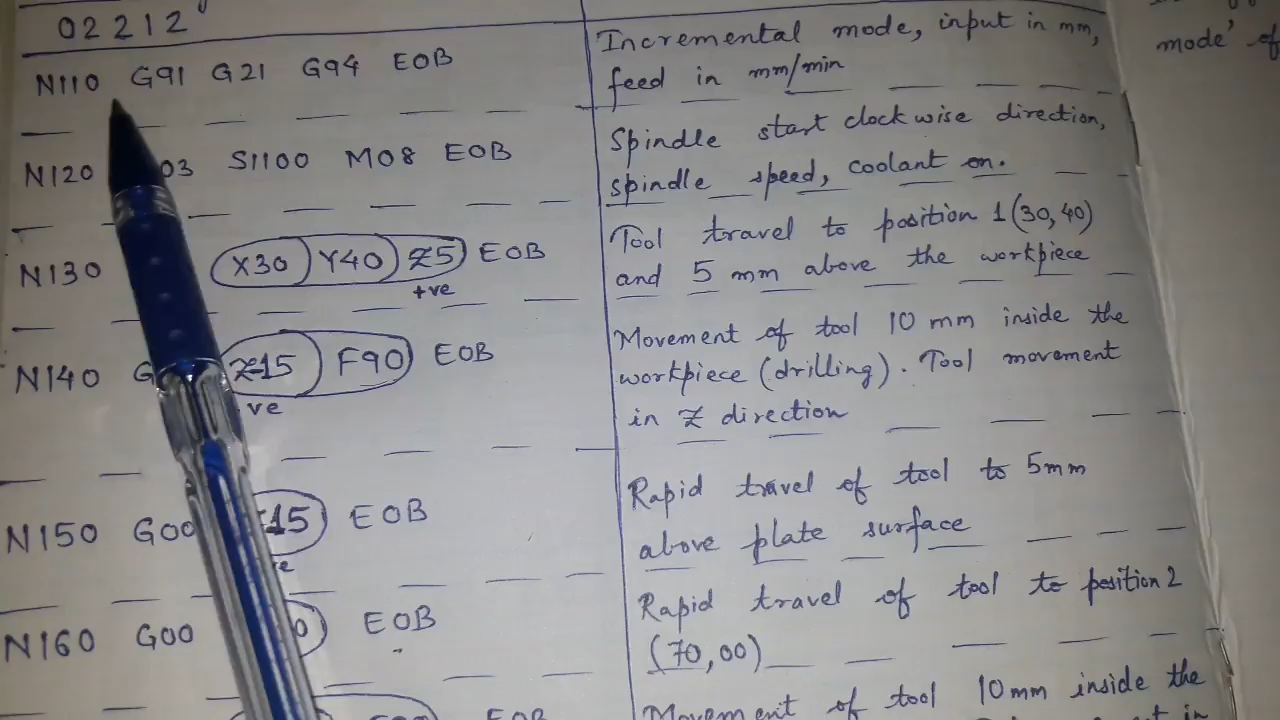 02212
N110 G91 G21 G94 EOB
Incremental mode, input in mm,
feed in mm/min
N120 03 S1100 M08 EOB
Spindle start clockwise direction,
spindle speed, coolant on.
N130 X30 Y40 Z5 EOB
+ve
Tool travel to position 1 (30,40)
and 5 mm above the workpiece
N140 G Z-15 F90 EOB
ve
Movement of tool 10 mm inside the
workpiece (drilling). Tool movement
in Z direction
N150 G00 15 EOB
Rapid travel of tool to 5mm
above plate surface
N160 G00 0 EOB
Rapid travel of tool to position 2
(70,00)
EOB
Movement of tool 10mm inside the
mode' of